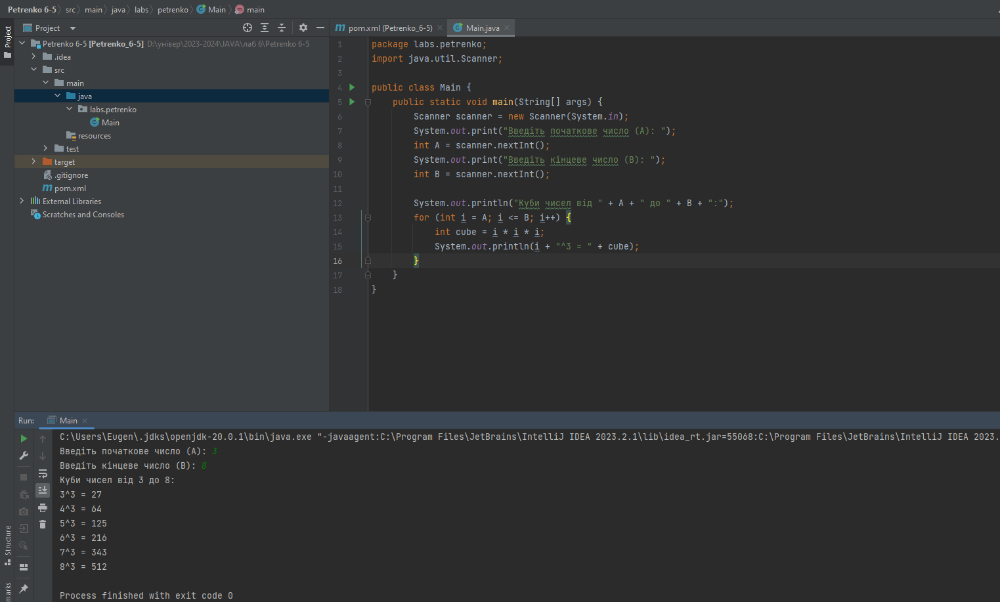 Petrenko 6-5 src main java labs petrenko Main main
Project
Project
pom.xml (Petrenko_6-5)
Main.java
Petrenko 6-5 [Petrenko_6-5] D:\універ\2023-2024\JAVA\лаб 6\Petrenko 6-5
.idea
src
main
java
labs.petrenko
Main
resources
test
target
.gitignore
pom.xml
External Libraries
Scratches and Consoles
1 package labs.petrenko;
2 import java.util.Scanner;
3
4 public class Main {
5 public static void main(String[] args) {
6 Scanner scanner = new Scanner(System.in);
7 System.out.print("Введіть початкове число (A): ");
8 int A = scanner.nextInt();
9 System.out.print("Введіть кінцеве число (B): ");
10 int B = scanner.nextInt();
11
12 System.out.println("Куби чисел від " + A + " до " + B + ":");
13 for (int i = A; i <= B; i++) {
14 int cube = i * i * i;
15 System.out.println(i + "^3 = " + cube);
16 }
17 }
18 }
Run: Main
C:\Users\Eugen\.jdks\openjdk-20.0.1\bin\java.exe "-javaagent:C:\Program Files\JetBrains\IntelliJ IDEA 2023.2.1\lib\idea_rt.jar=55068:C:\Program Files\JetBrains\IntelliJ IDEA 2023.
Введіть початкове число (A): 3
Введіть кінцеве число (B): 8
Куби чисел від 3 до 8:
3^3 = 27
4^3 = 64
5^3 = 125
6^3 = 216
7^3 = 343
8^3 = 512
Process finished with exit code 0
Structure
marks